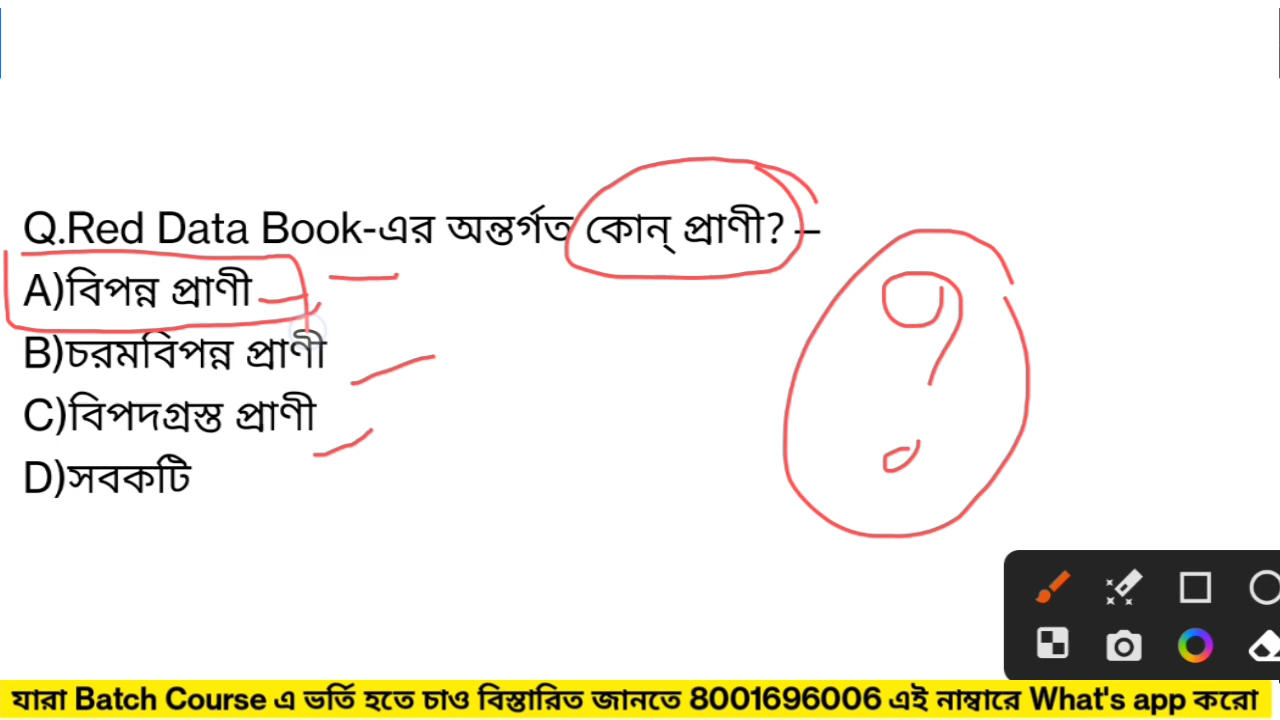 Q.Red Data Book-এর অন্তর্গত কোন্ প্রাণী? –
A)বিপন্ন প্রাণী
B)চরমবিপন্ন প্রাণী
C)বিপদগ্রস্ত প্রাণী
D)সবকটি
?
যারা Batch Course এ ভর্তি হতে চাও বিস্তারিত জানতে 8001696006 এই নাম্বারে What's app করো